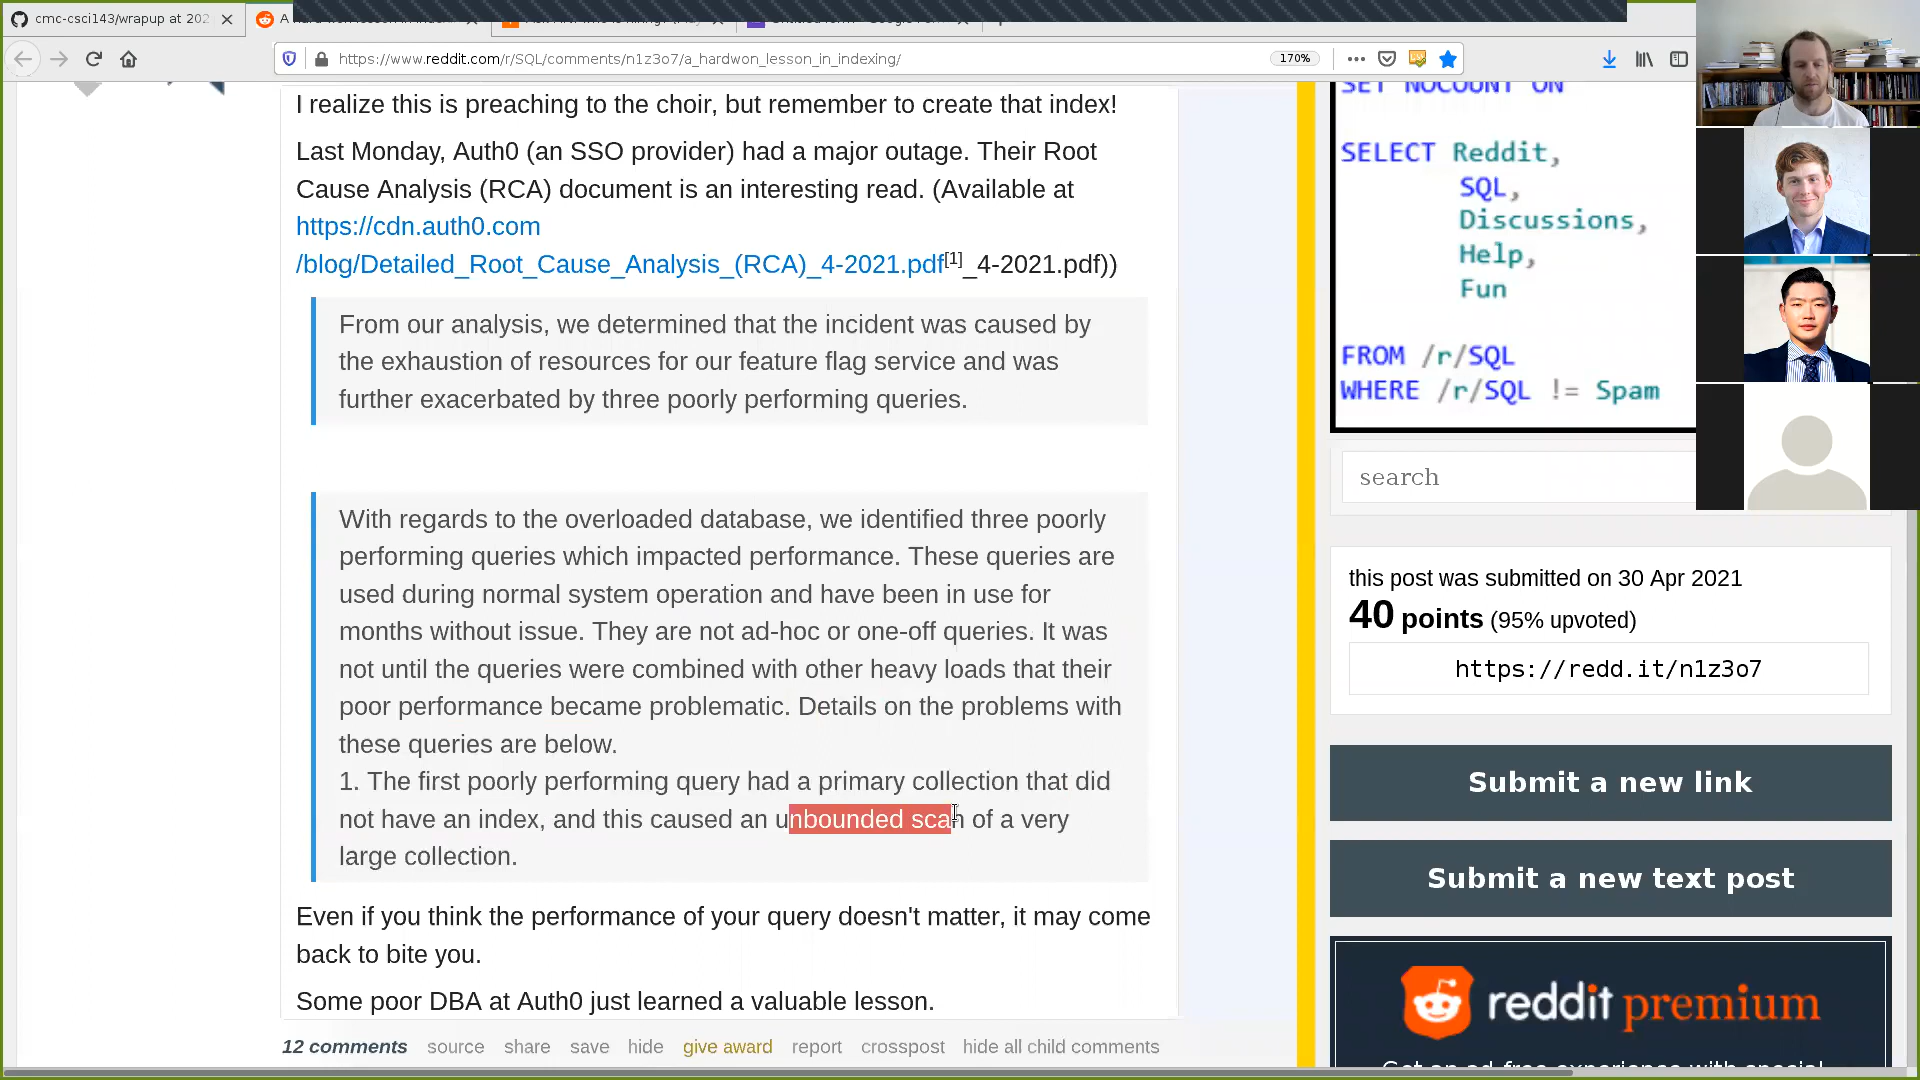 cmc-csci143/wrapup at 202
https://www.reddit.com/r/SQL/comments/n1z3o7/a_hardwon_lesson_in_indexing/
170%
I realize this is preaching to the choir, but remember to create that index!
Last Monday, Auth0 (an SSO provider) had a major outage. Their Root
Cause Analysis (RCA) document is an interesting read. (Available at
https://cdn.auth0.com
/blog/Detailed_Root_Cause_Analysis_(RCA)_4-2021.pdf[1]_4-2021.pdf))
From our analysis, we determined that the incident was caused by
the exhaustion of resources for our feature flag service and was
further exacerbated by three poorly performing queries.
With regards to the overloaded database, we identified three poorly
performing queries which impacted performance. These queries are
used during normal system operation and have been in use for
months without issue. They are not ad-hoc or one-off queries. It was
not until the queries were combined with other heavy loads that their
poor performance became problematic. Details on the problems with
these queries are below.
1. The first poorly performing query had a primary collection that did
not have an index, and this caused an unbounded scan of a very
large collection.
Even if you think the performance of your query doesn't matter, it may come
back to bite you.
Some poor DBA at Auth0 just learned a valuable lesson.
12 comments source share save hide give award report crosspost hide all child comments
SET NOCOUNT ON
SELECT Reddit,
SQL,
Discussions,
Help,
Fun
FROM /r/SQL
WHERE /r/SQL != Spam
search
this post was submitted on 30 Apr 2021
40 points (95% upvoted)
https://redd.it/n1z3o7
Submit a new link
Submit a new text post
reddit premium
Get an ad-free experience with special